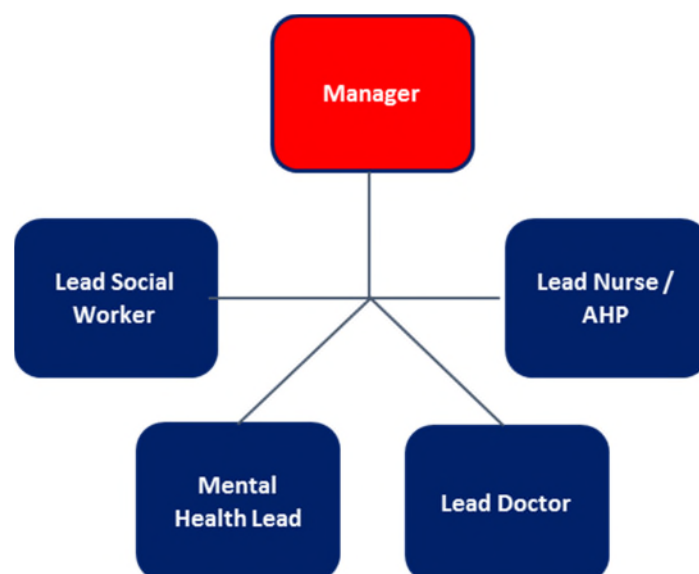 Manager
Lead Social
Worker
Lead Nurse /
AHP
Mental
Health Lead
Lead Doctor